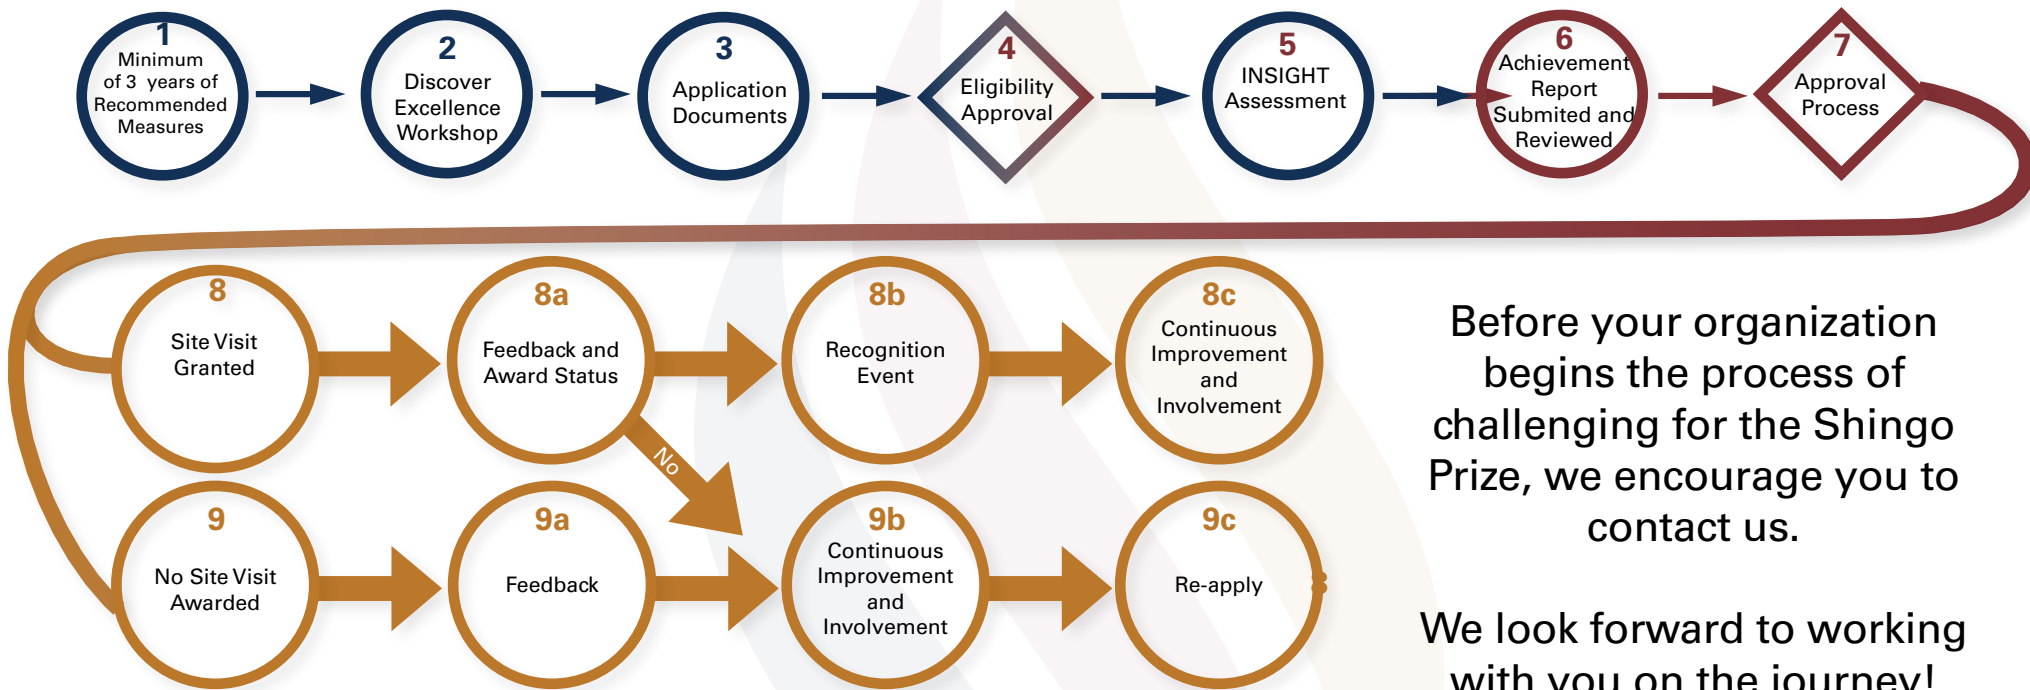 1
Minimum
of 3 years of
Recommended
Measures
2
Discover
Excellence
Workshop
3
Application
Documents
4
Eligibility
Approval
5
INSIGHT
Assessment
6
Achievement
Report
Submited and
Reviewed
7
Approval
Process
8
Site Visit
Granted
8a
Feedback and
Award Status
8b
Recognition
Event
8c
Continuous
Improvement
and
Involvement
No
9
No Site Visit
Awarded
9a
Feedback
9b
Continuous
Improvement
and
Involvement
9c
Re-apply
Before your organization
begins the process of
challenging for the Shingo
Prize, we encourage you to
contact us.
We look forward to working
with you on the journey!